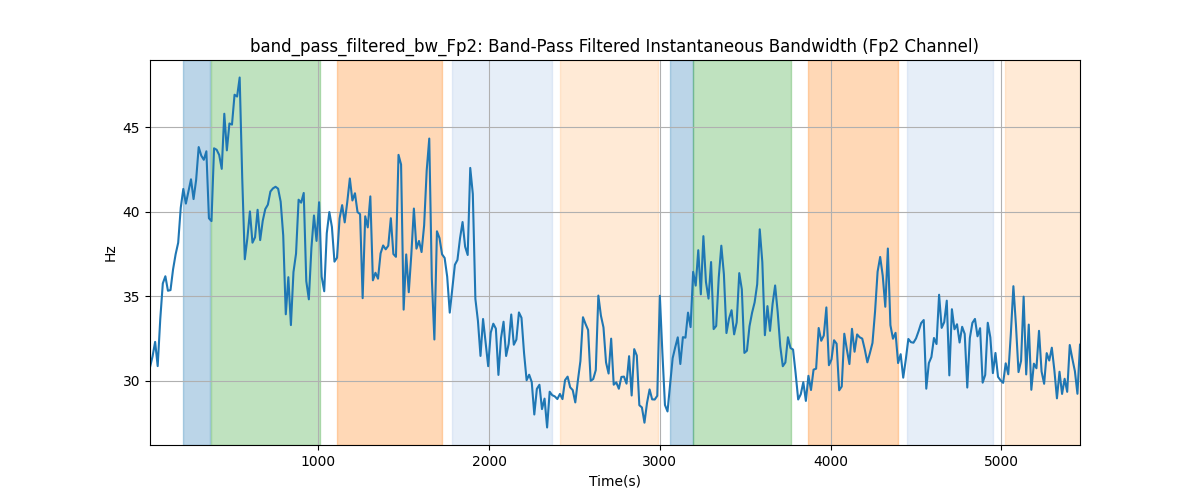 band_pass_filtered_bw_Fp2: Band-Pass Filtered Instantaneous Bandwidth (Fp2 Channel)
45
40
35
30
Hz
1000 2000 3000 4000 5000
Time(s)